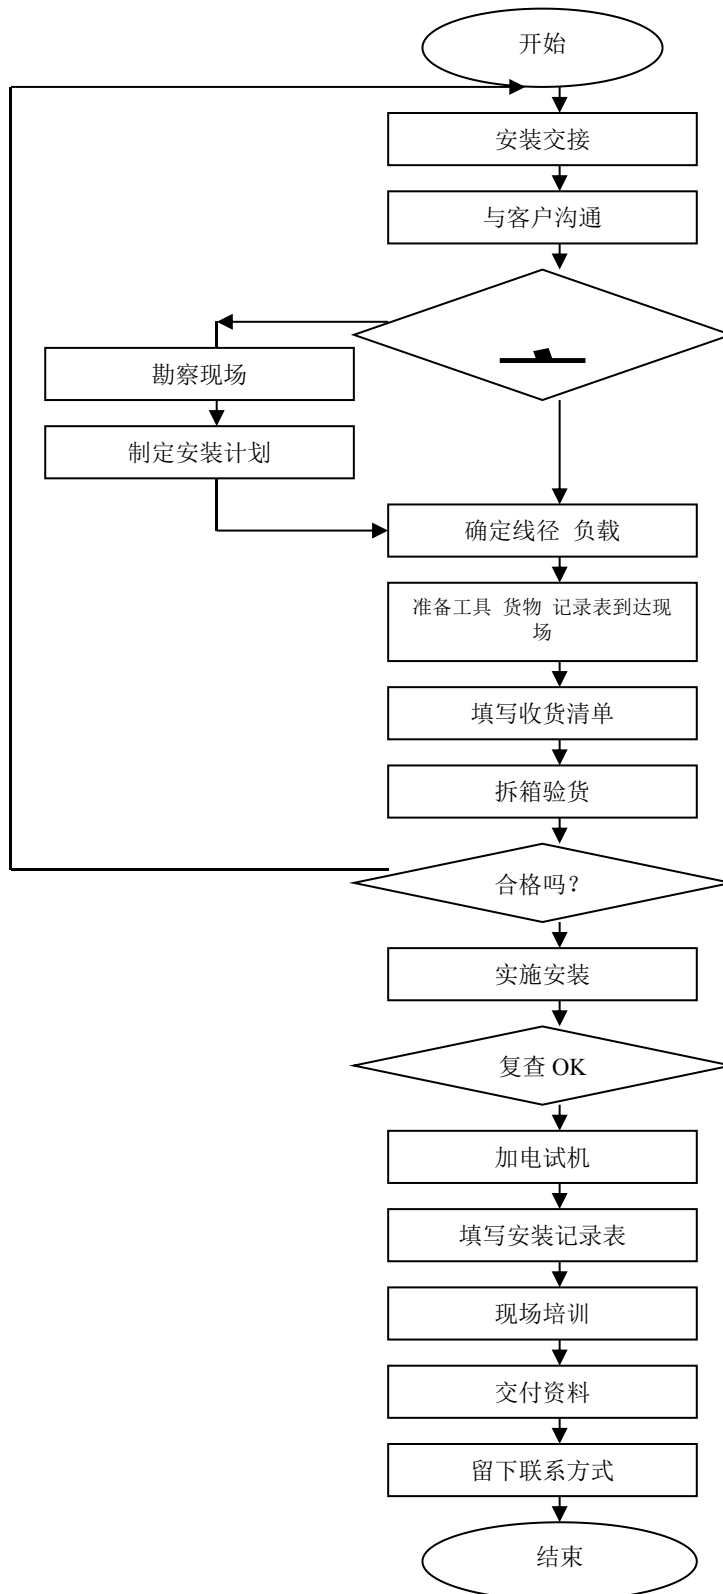 开始
安装交接
与客户沟通
勘察现场
制定安装计划
确定线径 负载
准备工具 货物 记录表到达现
场
填写收货清单
拆箱验货
合格吗?
实施安装
复查 OK
加电试机
填写安装记录表
现场培训
交付资料
留下联系方式
结束